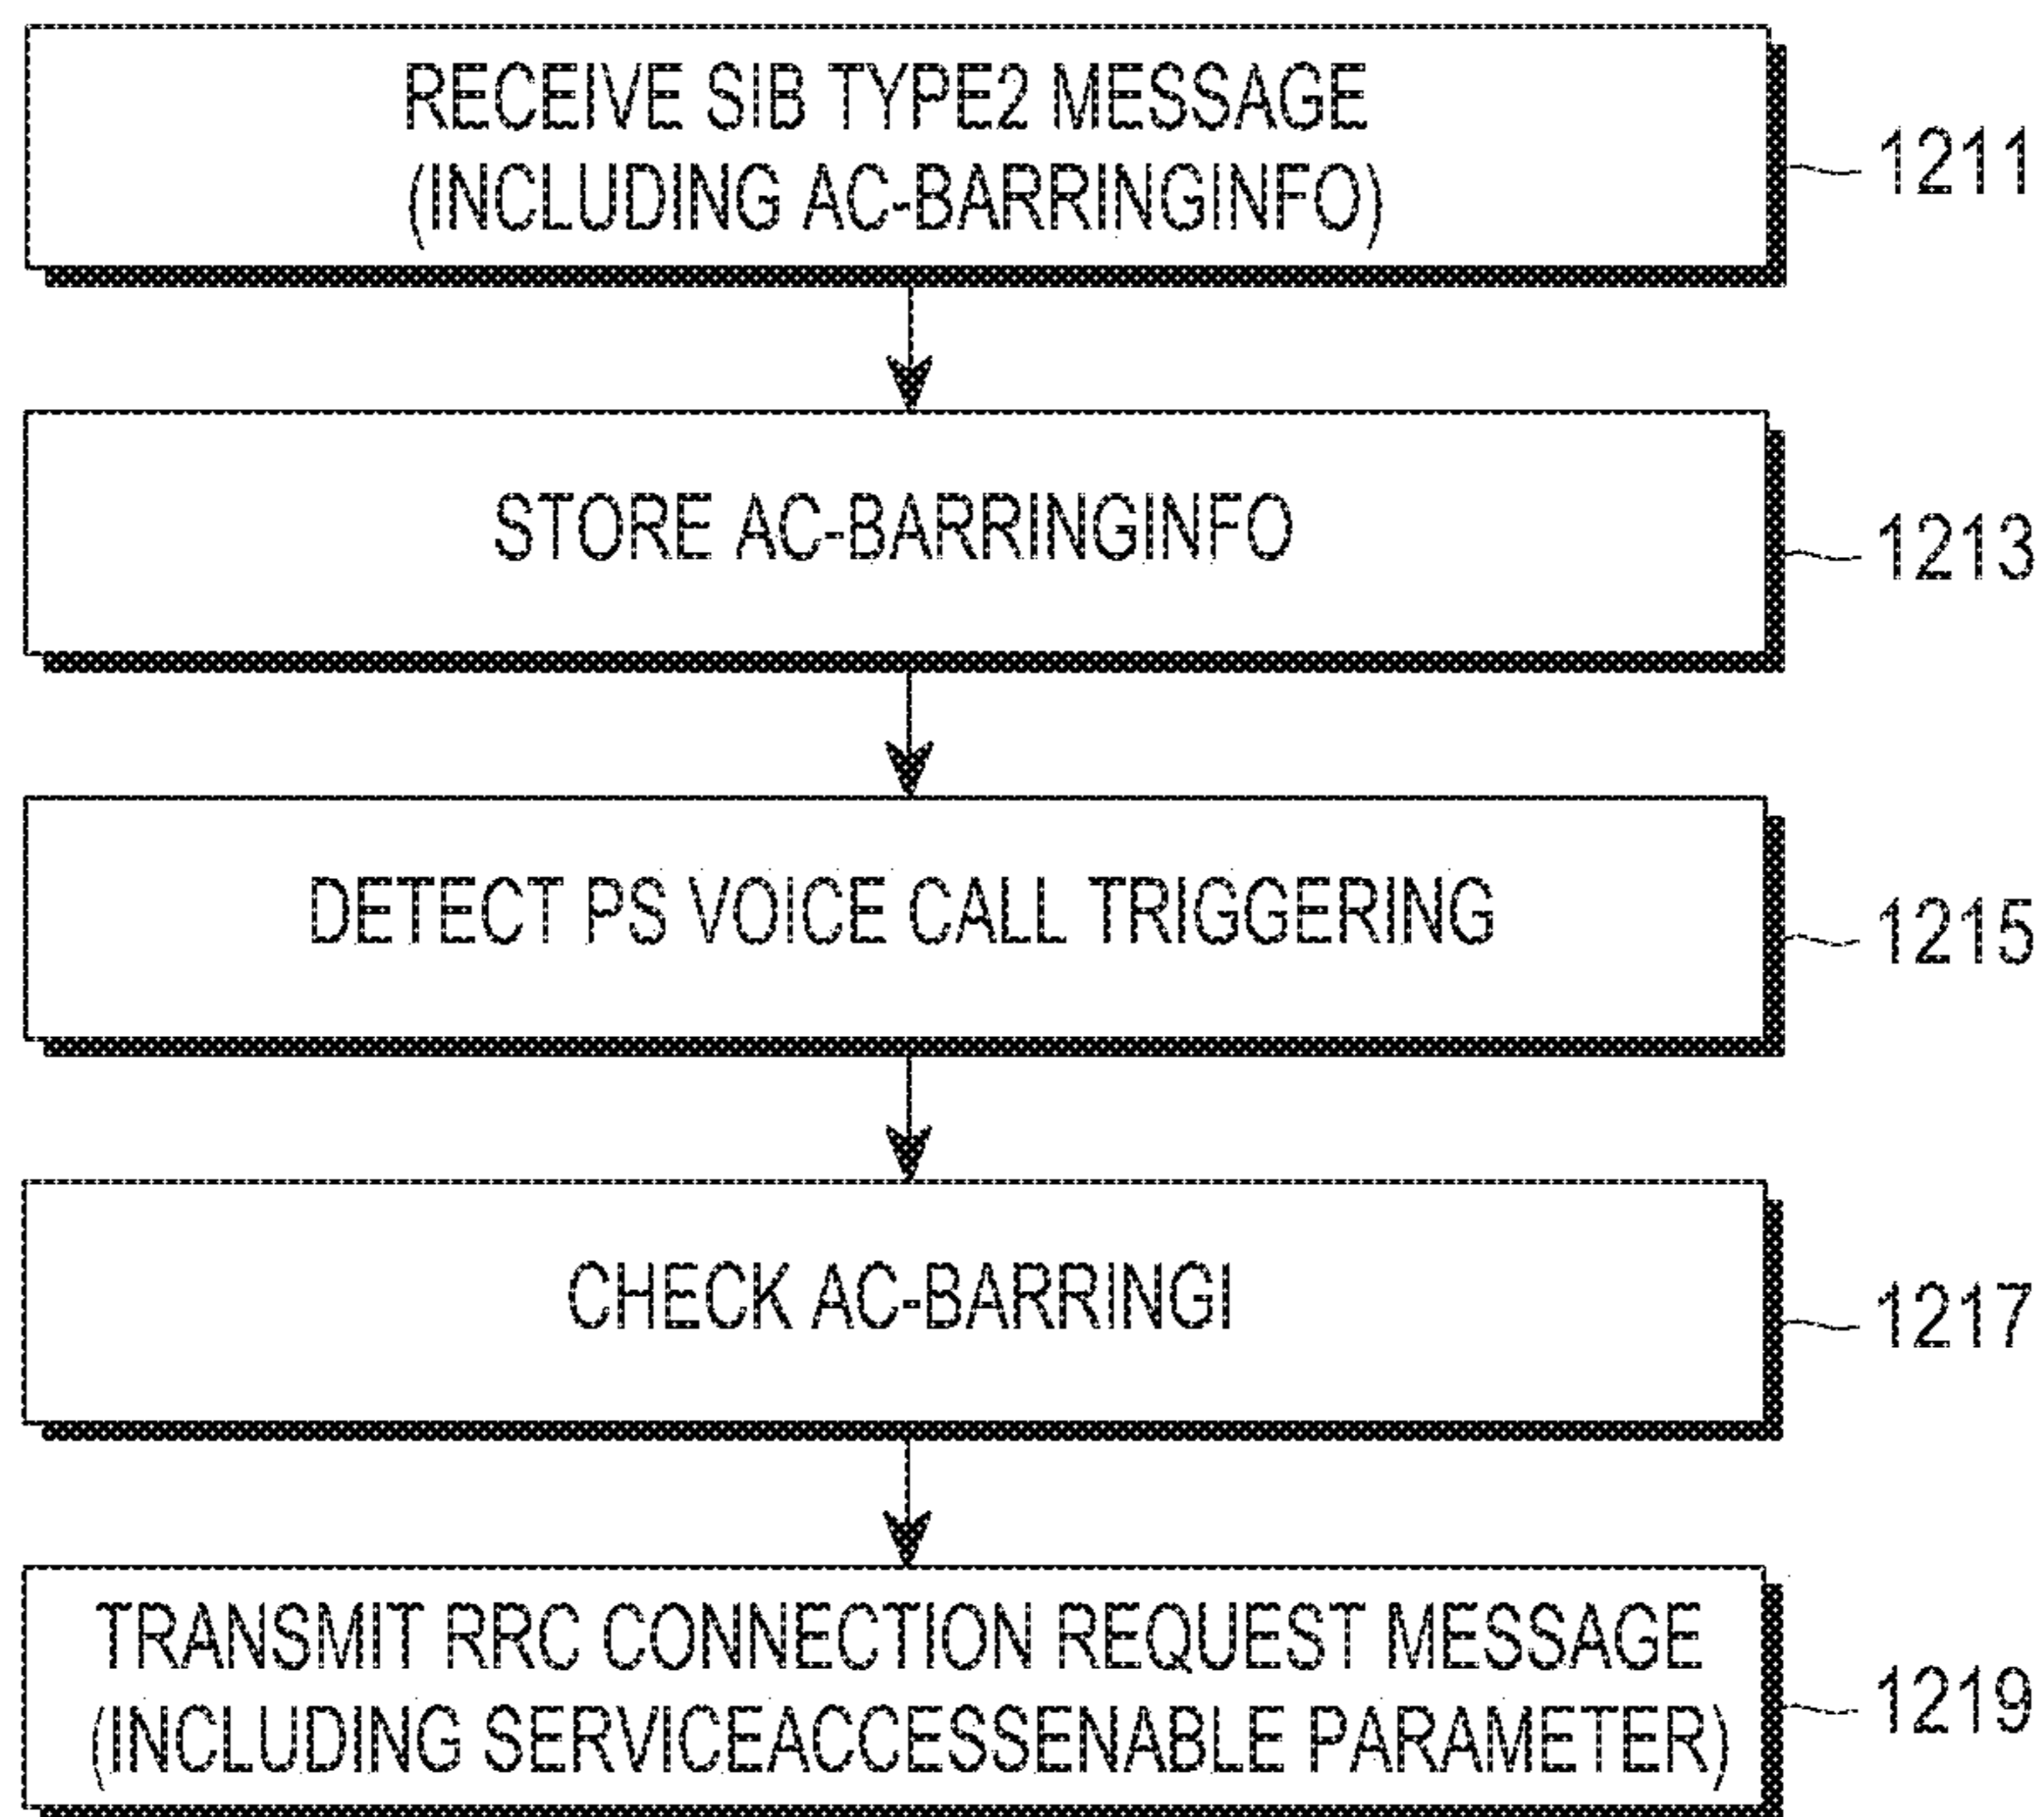 RECEIVE SIB TYPE2 MESSAGE
(INCLUDING AC-BARRINGINFO)
1211
STORE AC-BARRINGINFO
1213
DETECT PS VOICE CALL TRIGGERING
1215
CHECK AC-BARRINGI
1217
TRANSMIT RRC CONNECTION REQUEST MESSAGE
(INCLUDING SERVICEACCESSENABLE PARAMETER)
1219